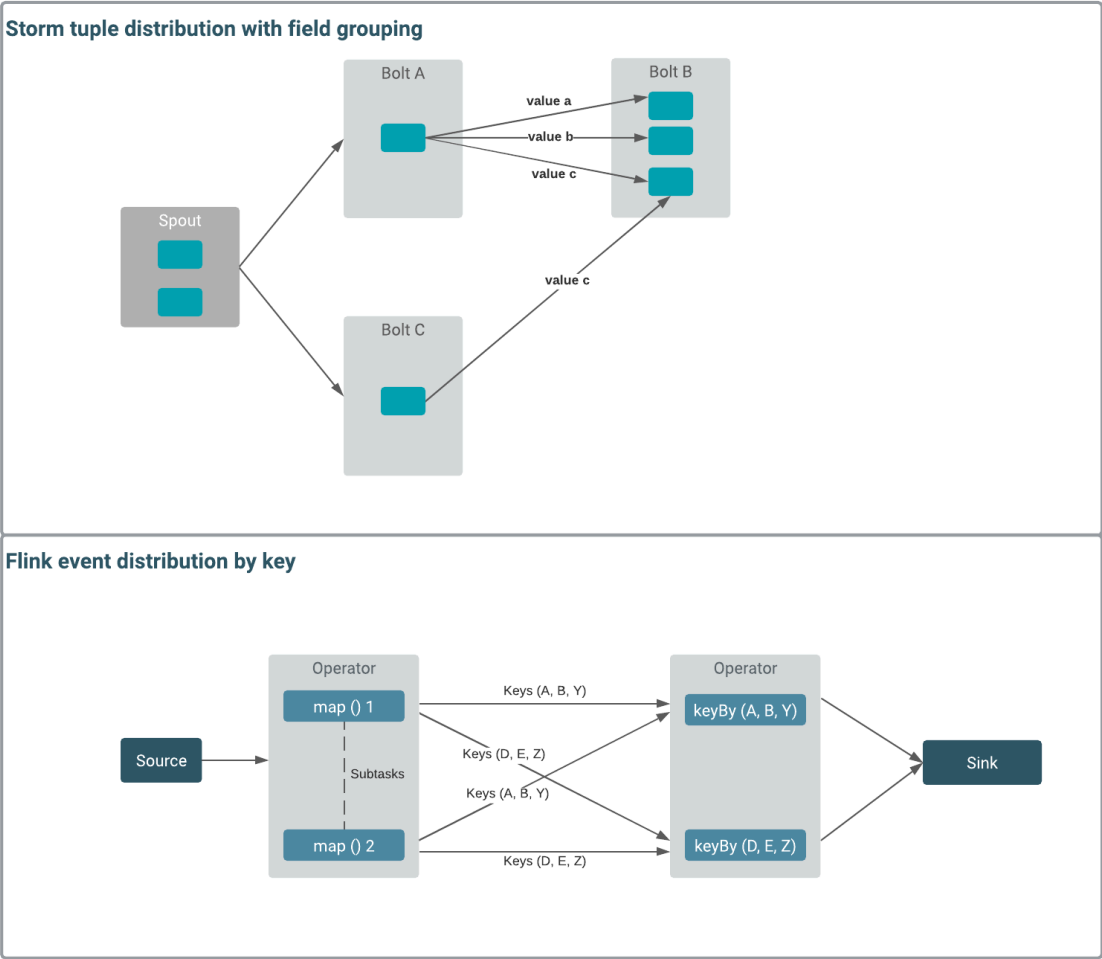 Storm tuple distribution with field grouping
Bolt A
Bolt B
value a
value b
value c
Spout
value c
Bolt C
Flink event distribution by key
Operator
Operator
map () 1
Keys (A, B, Y)
keyBy (A, B, Y)
Source
Keys (D, E, Z)
Sink
Subtasks
Keys (A, B, Y)
map () 2
keyBy (D, E, Z)
Keys (D, E, Z)